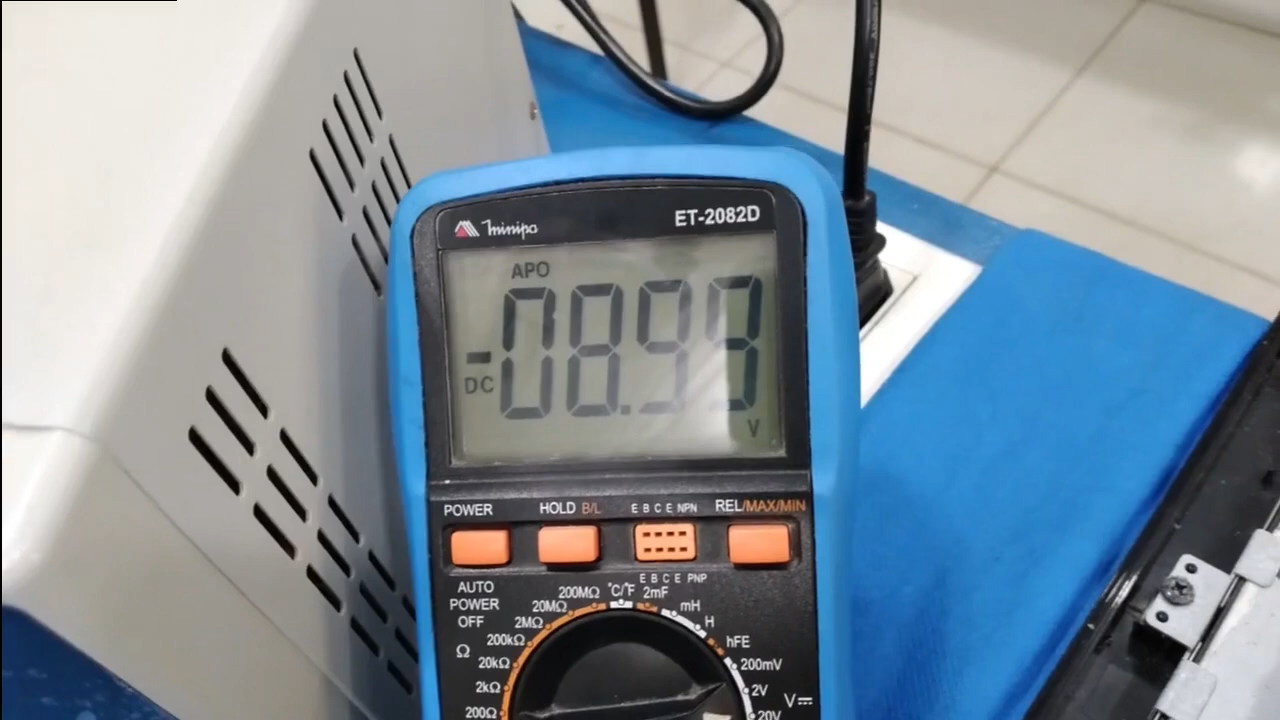 minipa ET-2082D
APO
-08.99
DC
V
POWER HOLD B/L E B C E NPN REL/MAX/MIN
E B C E PNP
AUTO
POWER
OFF
200MΩ °C/°F 2mF
20MΩ mH
2MΩ H
200kΩ hFE
Ω
20kΩ 200mV
2kΩ 2V
V
200Ω 20V